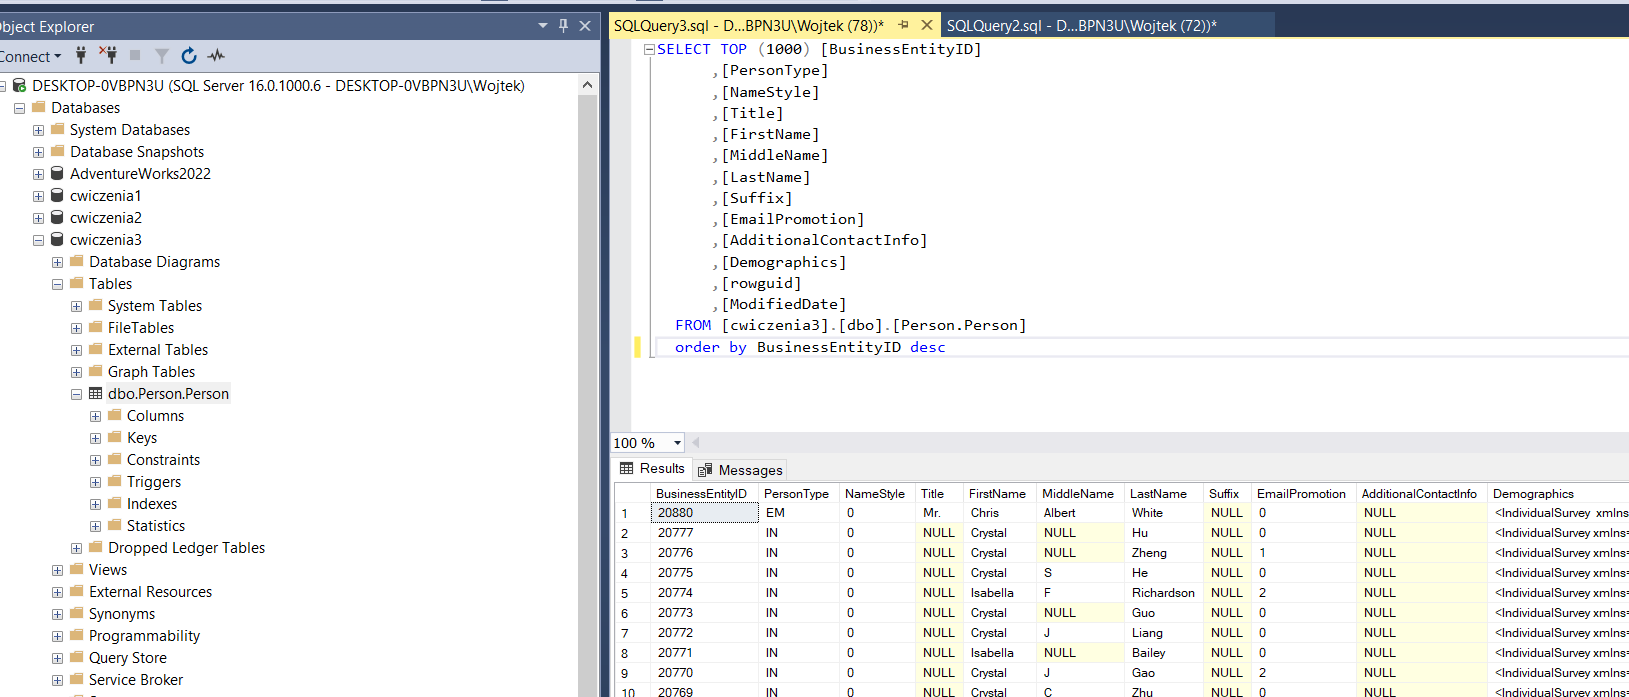 bject Explorer
onnect
DESKTOP-0VBPN3U (SQL Server 16.0.1000.6 - DESKTOP-0VBPN3U\Wojtek)
Databases
System Databases
Database Snapshots
AdventureWorks2022
cwiczenia1
cwiczenia2
cwiczenia3
Database Diagrams
Tables
System Tables
FileTables
External Tables
Graph Tables
dbo.Person.Person
Columns
Keys
Constraints
Triggers
Indexes
Statistics
Dropped Ledger Tables
Views
External Resources
Synonyms
Programmability
Query Store
Service Broker
SQLQuery3.sql - D...BPN3U\Wojtek (78))* SQLQuery2.sql - D...BPN3U\Wojtek (72))*
SELECT TOP (1000) [BusinessEntityID]
,[PersonType]
,[NameStyle]
,[Title]
,[FirstName]
,[MiddleName]
,[LastName]
,[Suffix]
,[EmailPromotion]
,[AdditionalContactInfo]
,[Demographics]
,[rowguid]
,[ModifiedDate]
FROM [cwiczenia3].[dbo].[Person.Person]
order by BusinessEntityID desc
100 %
Results Messages
BusinessEntityID PersonType NameStyle Title FirstName MiddleName LastName Suffix EmailPromotion AdditionalContactInfo Demographics
1 20880 EM 0 Mr. Chris Albert White NULL 0 NULL <IndividualSurvey xmlns
2 20777 IN 0 NULL Crystal NULL Hu NULL 0 NULL <IndividualSurvey xmlns=
3 20776 IN 0 NULL Crystal NULL Zheng NULL 1 NULL <IndividualSurvey xmlns=
4 20775 IN 0 NULL Crystal S He NULL 0 NULL <IndividualSurvey xmlns=
5 20774 IN 0 NULL Isabella F Richardson NULL 2 NULL <IndividualSurvey xmlns=
6 20773 IN 0 NULL Crystal NULL Guo NULL 0 NULL <IndividualSurvey xmlns=
7 20772 IN 0 NULL Crystal J Liang NULL 0 NULL <IndividualSurvey xmlns=
8 20771 IN 0 NULL Isabella NULL Bailey NULL 0 NULL <IndividualSurvey xmlns=
9 20770 IN 0 NULL Crystal J Gao NULL 2 NULL <IndividualSurvey xmlns=
10 20769 IN 0 NULL Crystal C Zhu NULL 0 NULL <IndividualSurvey xmlns=